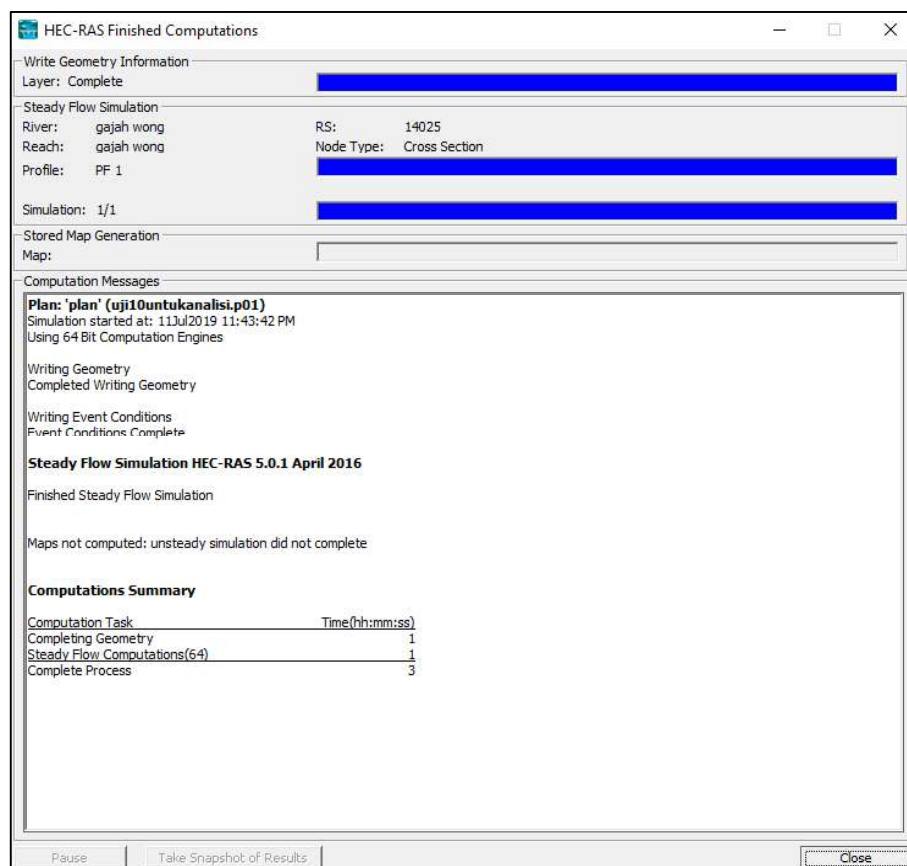 HEC-RAS Finished Computations
Write Geometry Information
Layer: Complete
Steady Flow Simulation
River: gajah wong RS: 14025
Reach: gajah wong Node Type: Cross Section
Profile: PF 1
Simulation: 1/1
Stored Map Generation
Map:
Computation Messages
Plan: 'plan' (uji10untukanalisi.p01)
Simulation started at: 11Jul2019 11:43:42 PM
Using 64 Bit Computation Engines
Writing Geometry
Completed Writing Geometry
Writing Event Conditions
Event Conditions Complete
Steady Flow Simulation HEC-RAS 5.0.1 April 2016
Finished Steady Flow Simulation
Maps not computed: unsteady simulation did not complete
Computations Summary
Computation Task Time(hh:mm:ss)
Completing Geometry 1
Steady Flow Computations(64) 1
Complete Process 3
Pause Take Snapshot of Results Close